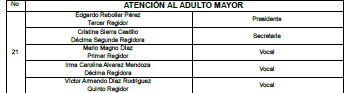 No ATENCIÓN AL ADULTO MAYOR
Edgardo Rebollar Pérez
Tercer Regidor
Presidente
Cristina Sierra Castillo
Décima Segunda Regidora
Secretaria
21
Mario Magno Díaz
Primer Regidor
Vocal
Irma Carolina Alvarez Mendoza
Décima Regidora
Vocal
Víctor Armando Díaz Rodríguez
Quinto Regidor
Vocal